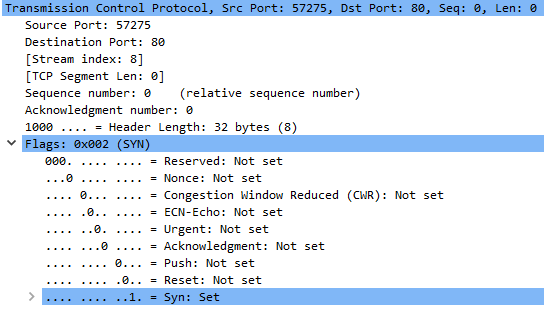 Transmission Control Protocol, Src Port: 57275, Dst Port: 80, Seq: 0, Len: 0
Source Port: 57275
Destination Port: 80
[Stream index: 8]
[TCP Segment Len: 0]
Sequence number: 0    (relative sequence number)
Acknowledgment number: 0
1000 .... = Header Length: 32 bytes (8)
Flags: 0x002 (SYN)
000. .... .... = Reserved: Not set
...0 .... .... = Nonce: Not set
.... 0... .... = Congestion Window Reduced (CWR): Not set
.... .0.. .... = ECN-Echo: Not set
.... ..0. .... = Urgent: Not set
.... ...0 .... = Acknowledgment: Not set
.... .... 0... = Push: Not set
.... .... .0.. = Reset: Not set
.... .... ..1. = Syn: Set